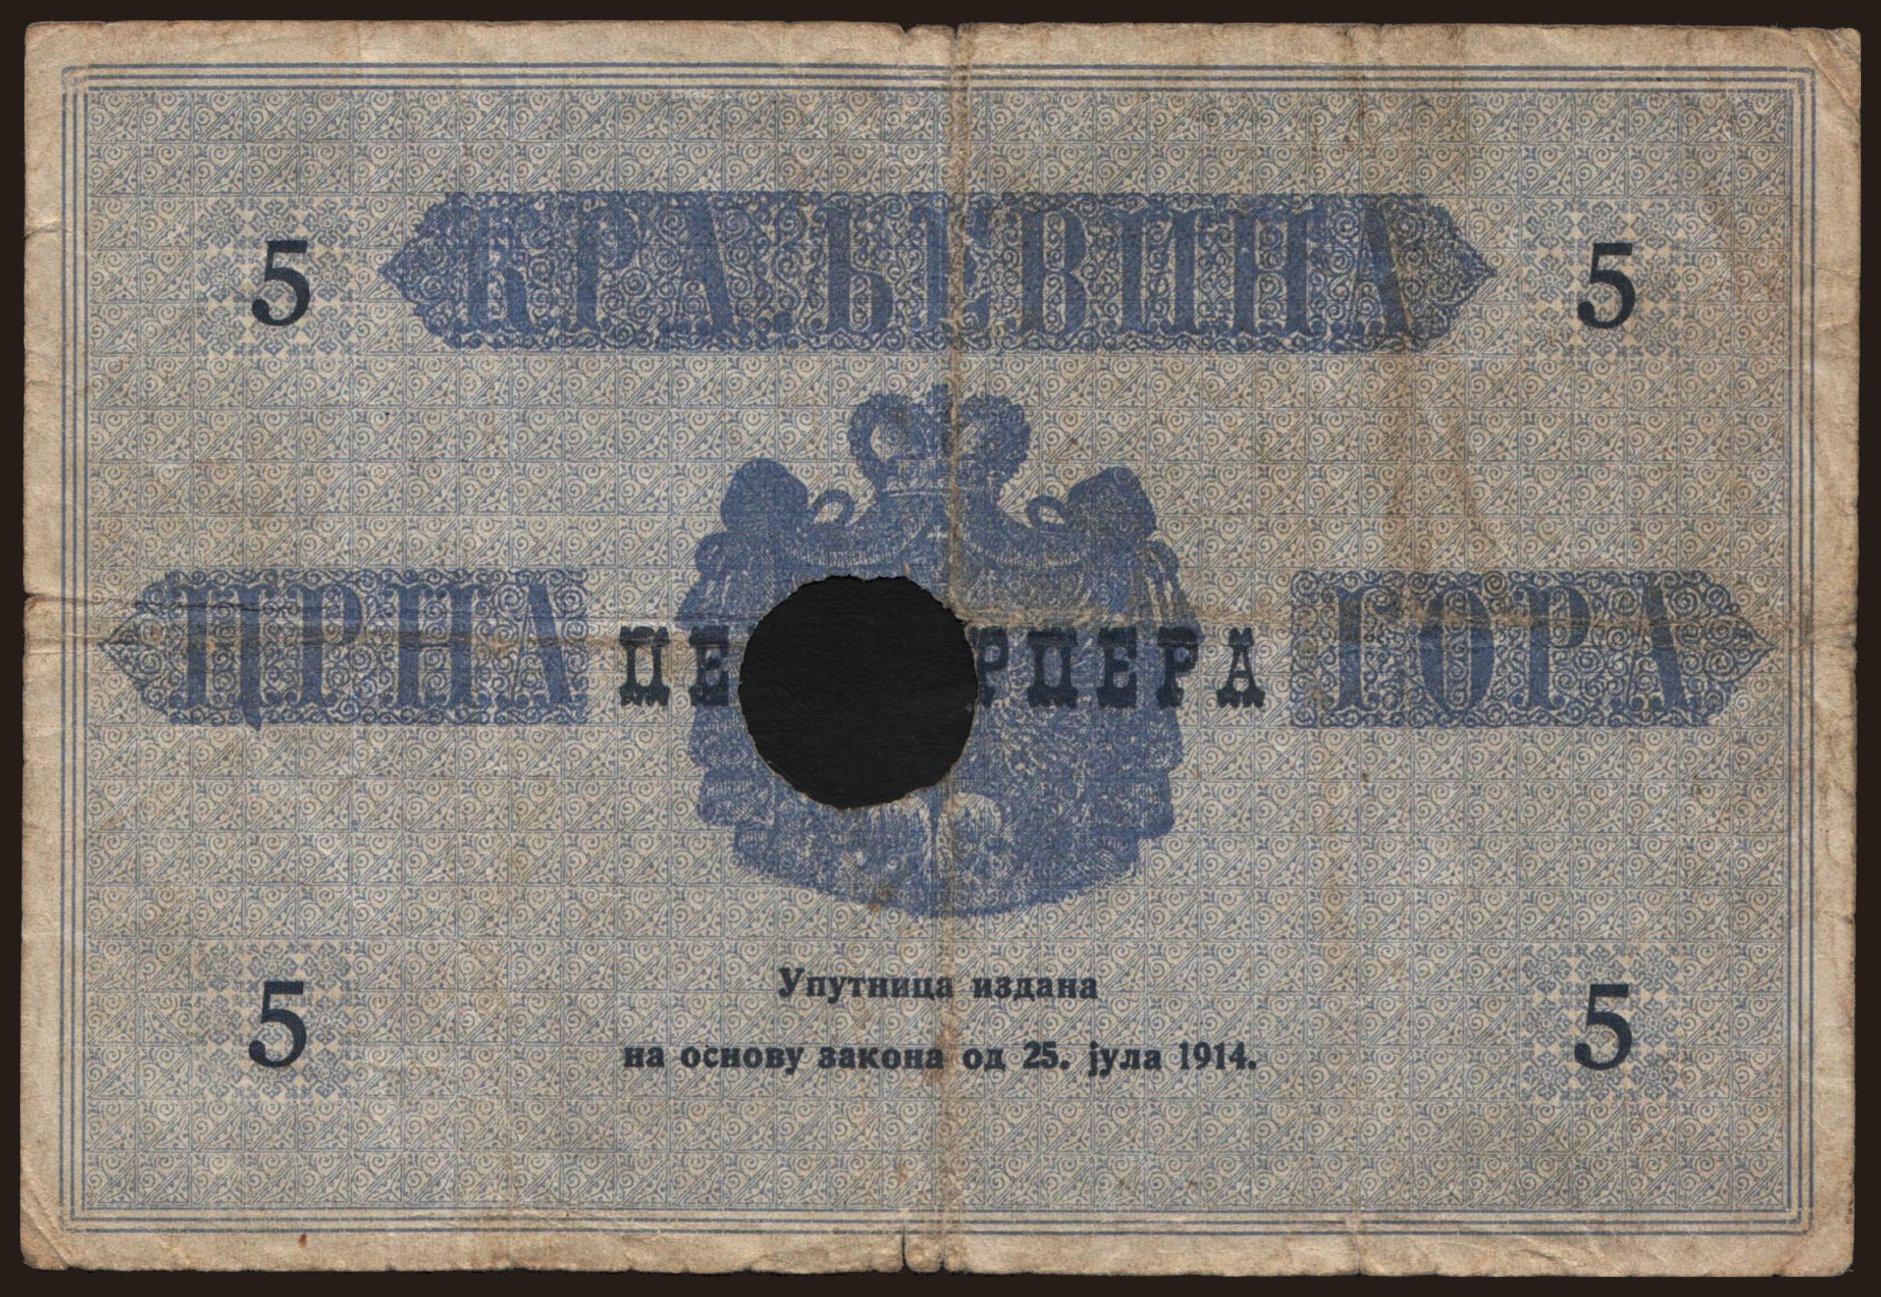 КРАЉЕВИНА
5 5
ЦРНА ГОРА
5 5
Упутница издана
на основу закона од 25. јула 1914.